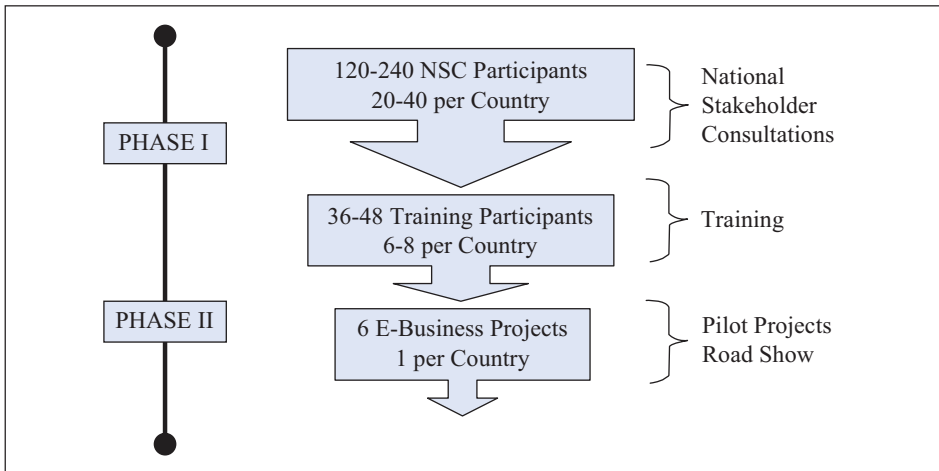 120-240 NSC Participants
20-40 per Country
National
Stakeholder
Consultations
PHASE I
36-48 Training Participants
6-8 per Country
Training
PHASE II
6 E-Business Projects
1 per Country
Pilot Projects
Road Show